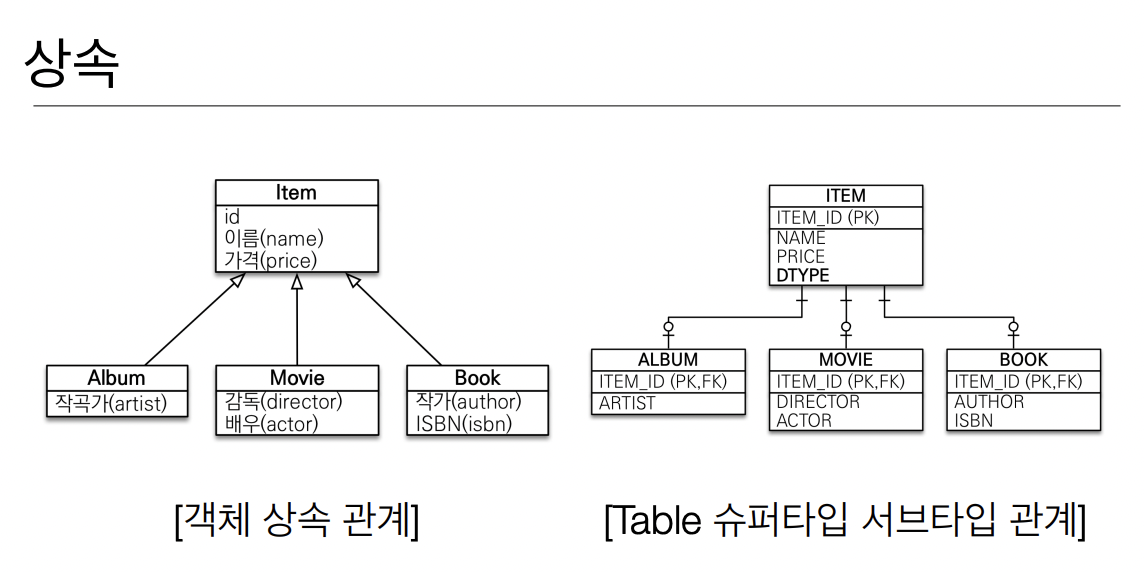 상속
Item
id
이름(name)
가격(price)
Album
작곡가(artist)
Movie
감독(director)
배우(actor)
Book
작가(author)
ISBN(isbn)
[객체 상속 관계]
ITEM
ITEM_ID (PK)
NAME
PRICE
DTYPE
ALBUM
ITEM_ID (PK,FK)
ARTIST
MOVIE
ITEM_ID (PK,FK)
DIRECTOR
ACTOR
BOOK
ITEM_ID (PK,FK)
AUTHOR
ISBN
[Table 슈퍼타입 서브타입 관계]